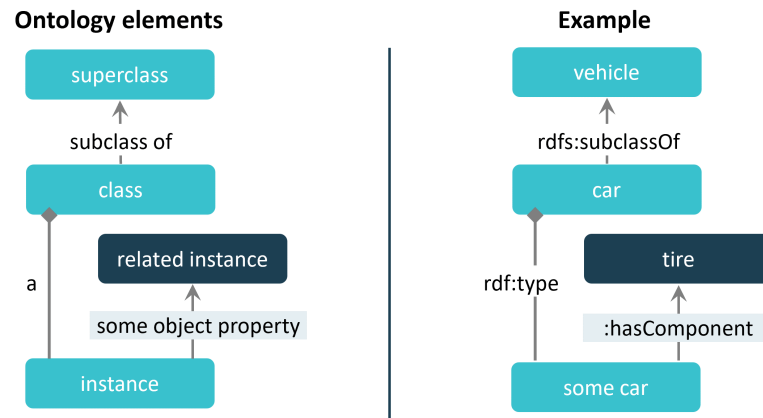 Ontology elements
superclass
subclass of
class
related instance
a
some object property
instance
Example
vehicle
rdfs:subclassOf
car
tire
rdf:type
:hasComponent
some car